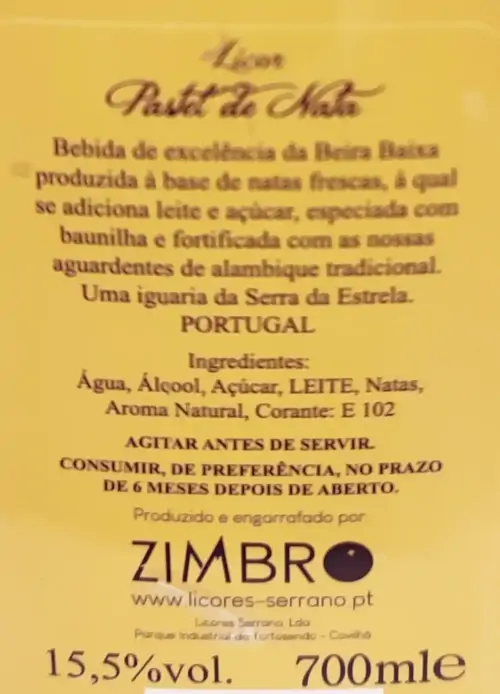 Licor
Pastel de Nata
Bebida de excelência da Beira Baixa
produzida à base de natas frescas, à qual
se adiciona leite e açúcar, especiada com
baunilha e fortificada com as nossas
aguardentes de alambique tradicional.
Uma iguaria da Serra da Estrela.
PORTUGAL
Ingredientes:
Água, Álcool, Açúcar, LEITE, Natas,
Aroma Natural, Corante: E 102
AGITAR ANTES DE SERVIR.
CONSUMIR, DE PREFERÊNCIA, NO PRAZO
DE 6 MESES DEPOIS DE ABERTO.
Produzido e engarrafado por
ZIMBRO
www.licores-serrano.pt
Licores Serrano, Lda
Parque Industrial do Tortosendo - Covilhã
15,5%vol. 700ml℮